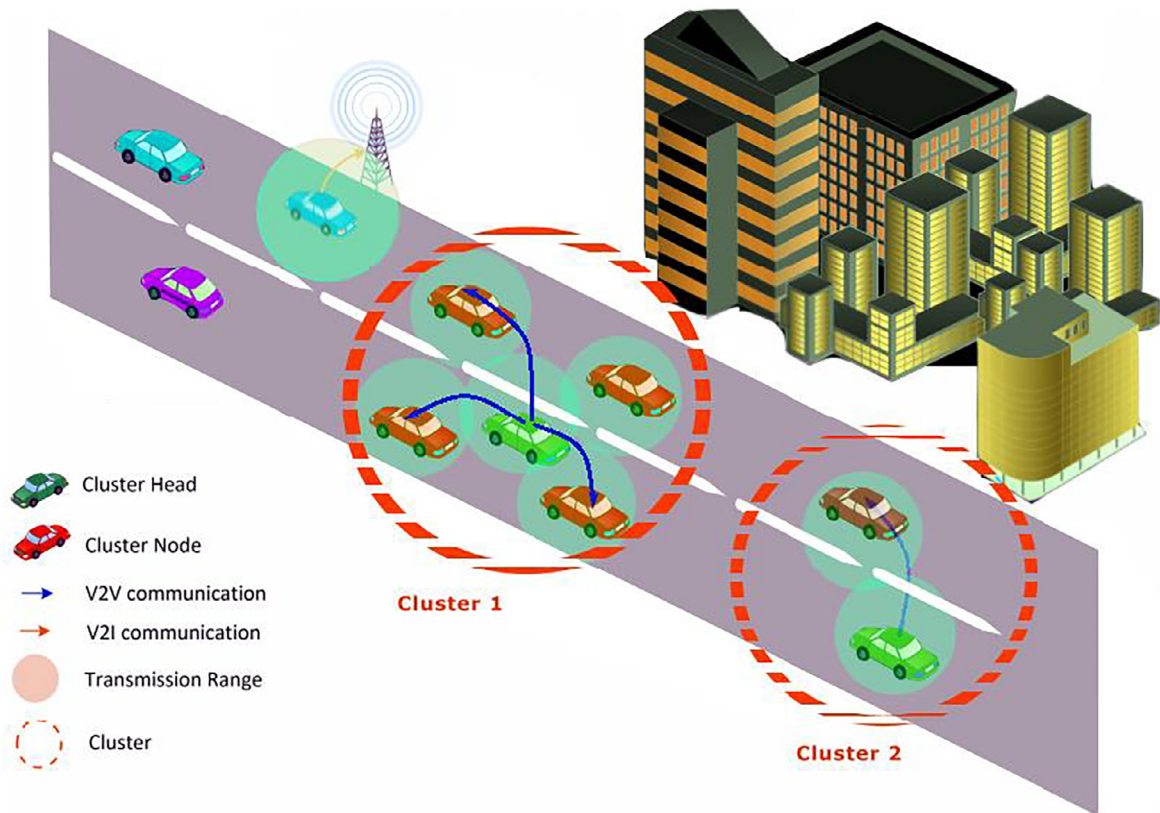 Cluster Head
Cluster Node
V2V communication
V2I communication
Transmission Range
Cluster
Cluster 1
Cluster 2